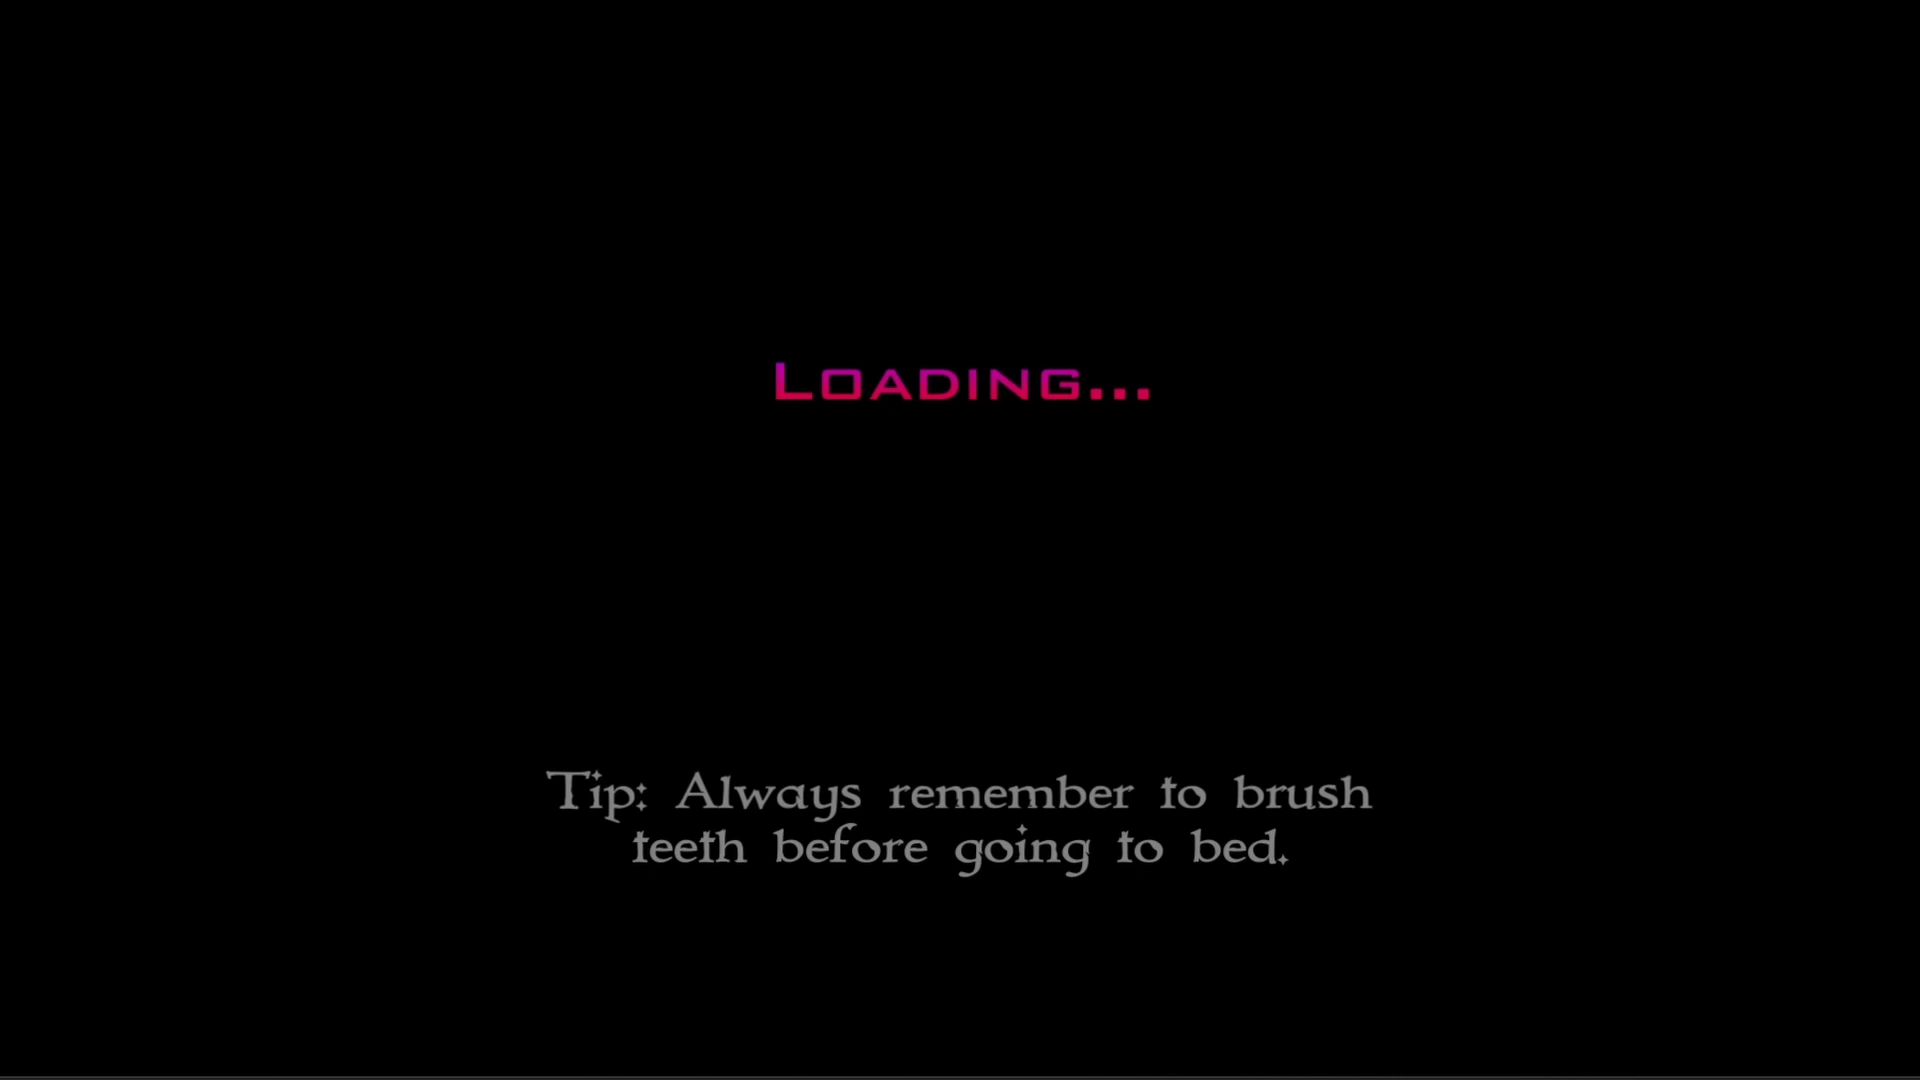 Loading...
Tip: Always remember to brush
teeth before going to bed.